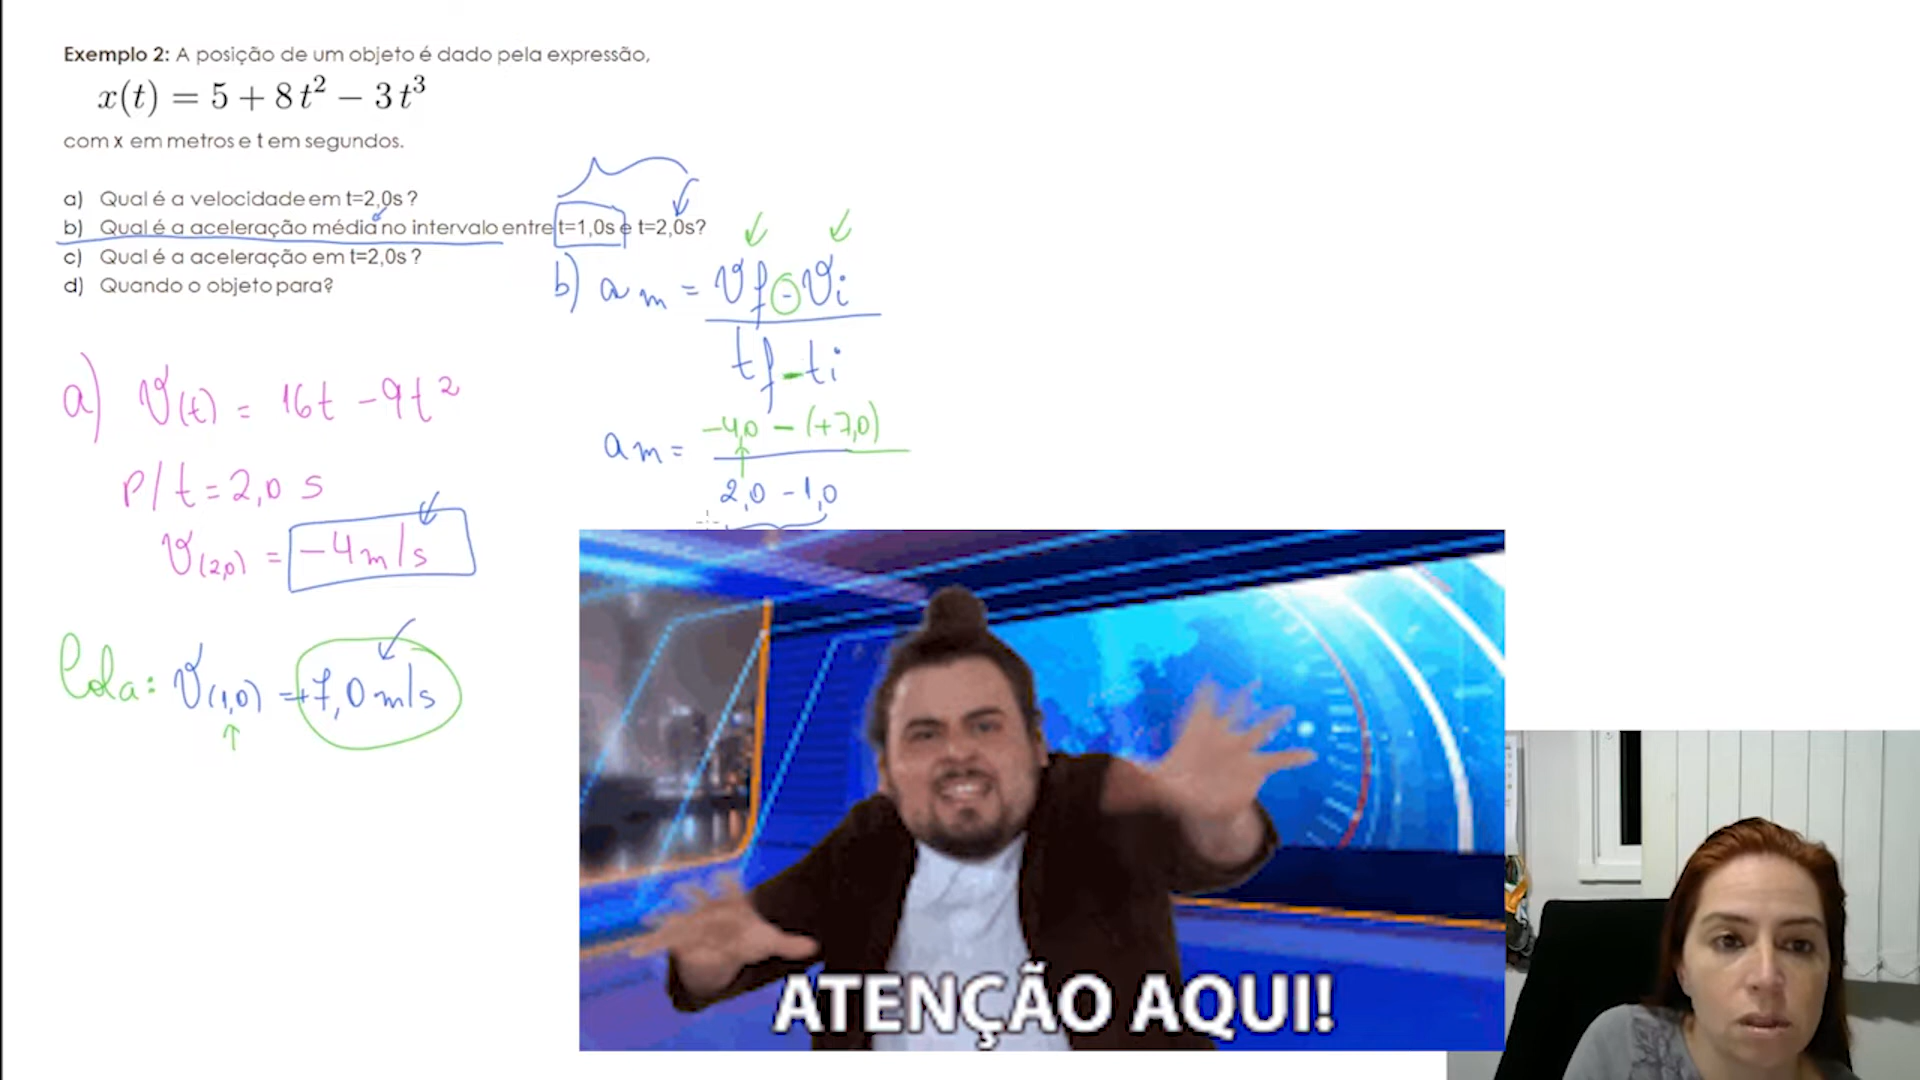 Exemplo 2: A posição de um objeto é dado pela expressão,
x(t) = 5 + 8t² − 3t³
com x em metros e t em segundos.
a) Qual é a velocidade em t=2,0s ?
b) Qual é a aceleração média no intervalo entre t=1,0s e t=2,0s?
c) Qual é a aceleração em t=2,0s ?
d) Quando o objeto para?
b) am = vf - vi
tf - ti
am = -4,0 - (+7,0)
2,0 - 1,0
a) v(t) = 16t - 9t²
P/ t = 2,0 s
v(2,0) = -4m/s
Cola: v(1,0) = +7,0 m/s
ATENÇÃO AQUI!